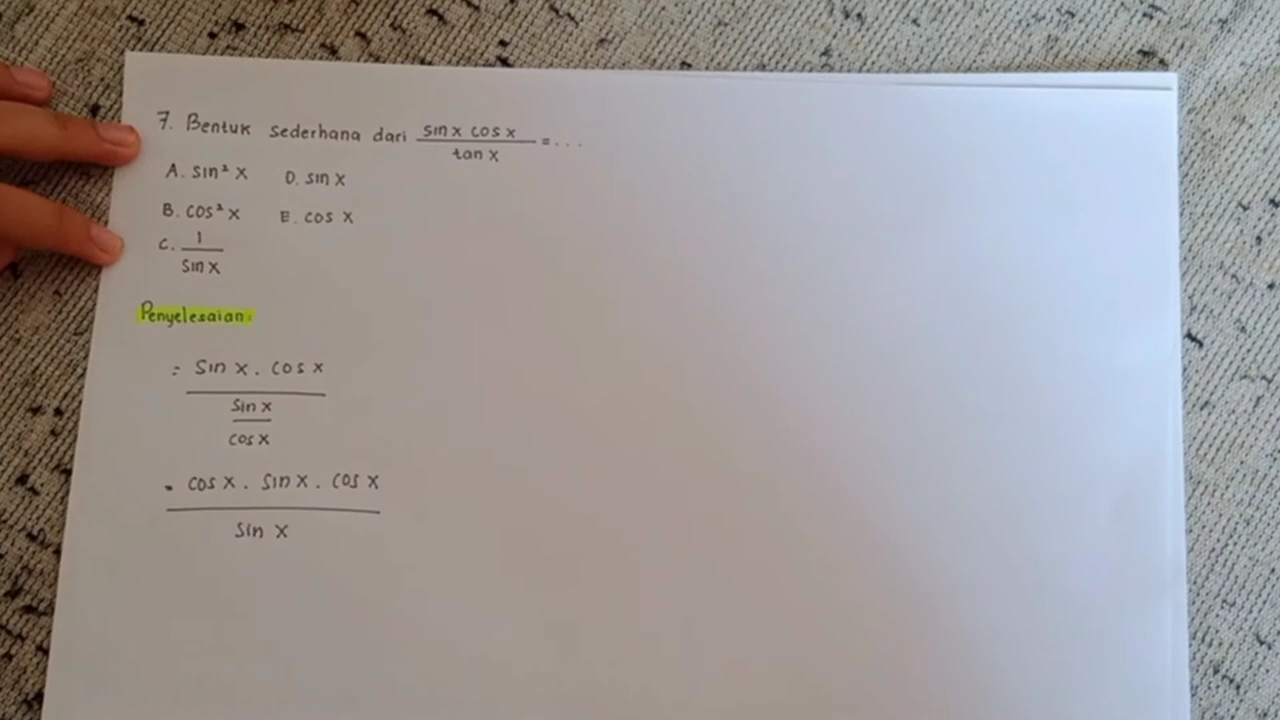 7. Bentuk sederhana dari sin x cos x / tan x = ...
A. sin² x D. sin x
B. cos² x E. cos x
C. 1 / sin x
Penyelesaian:
= sin x . cos x
sin x
cos x
= cos x . sin x . cos x
sin x